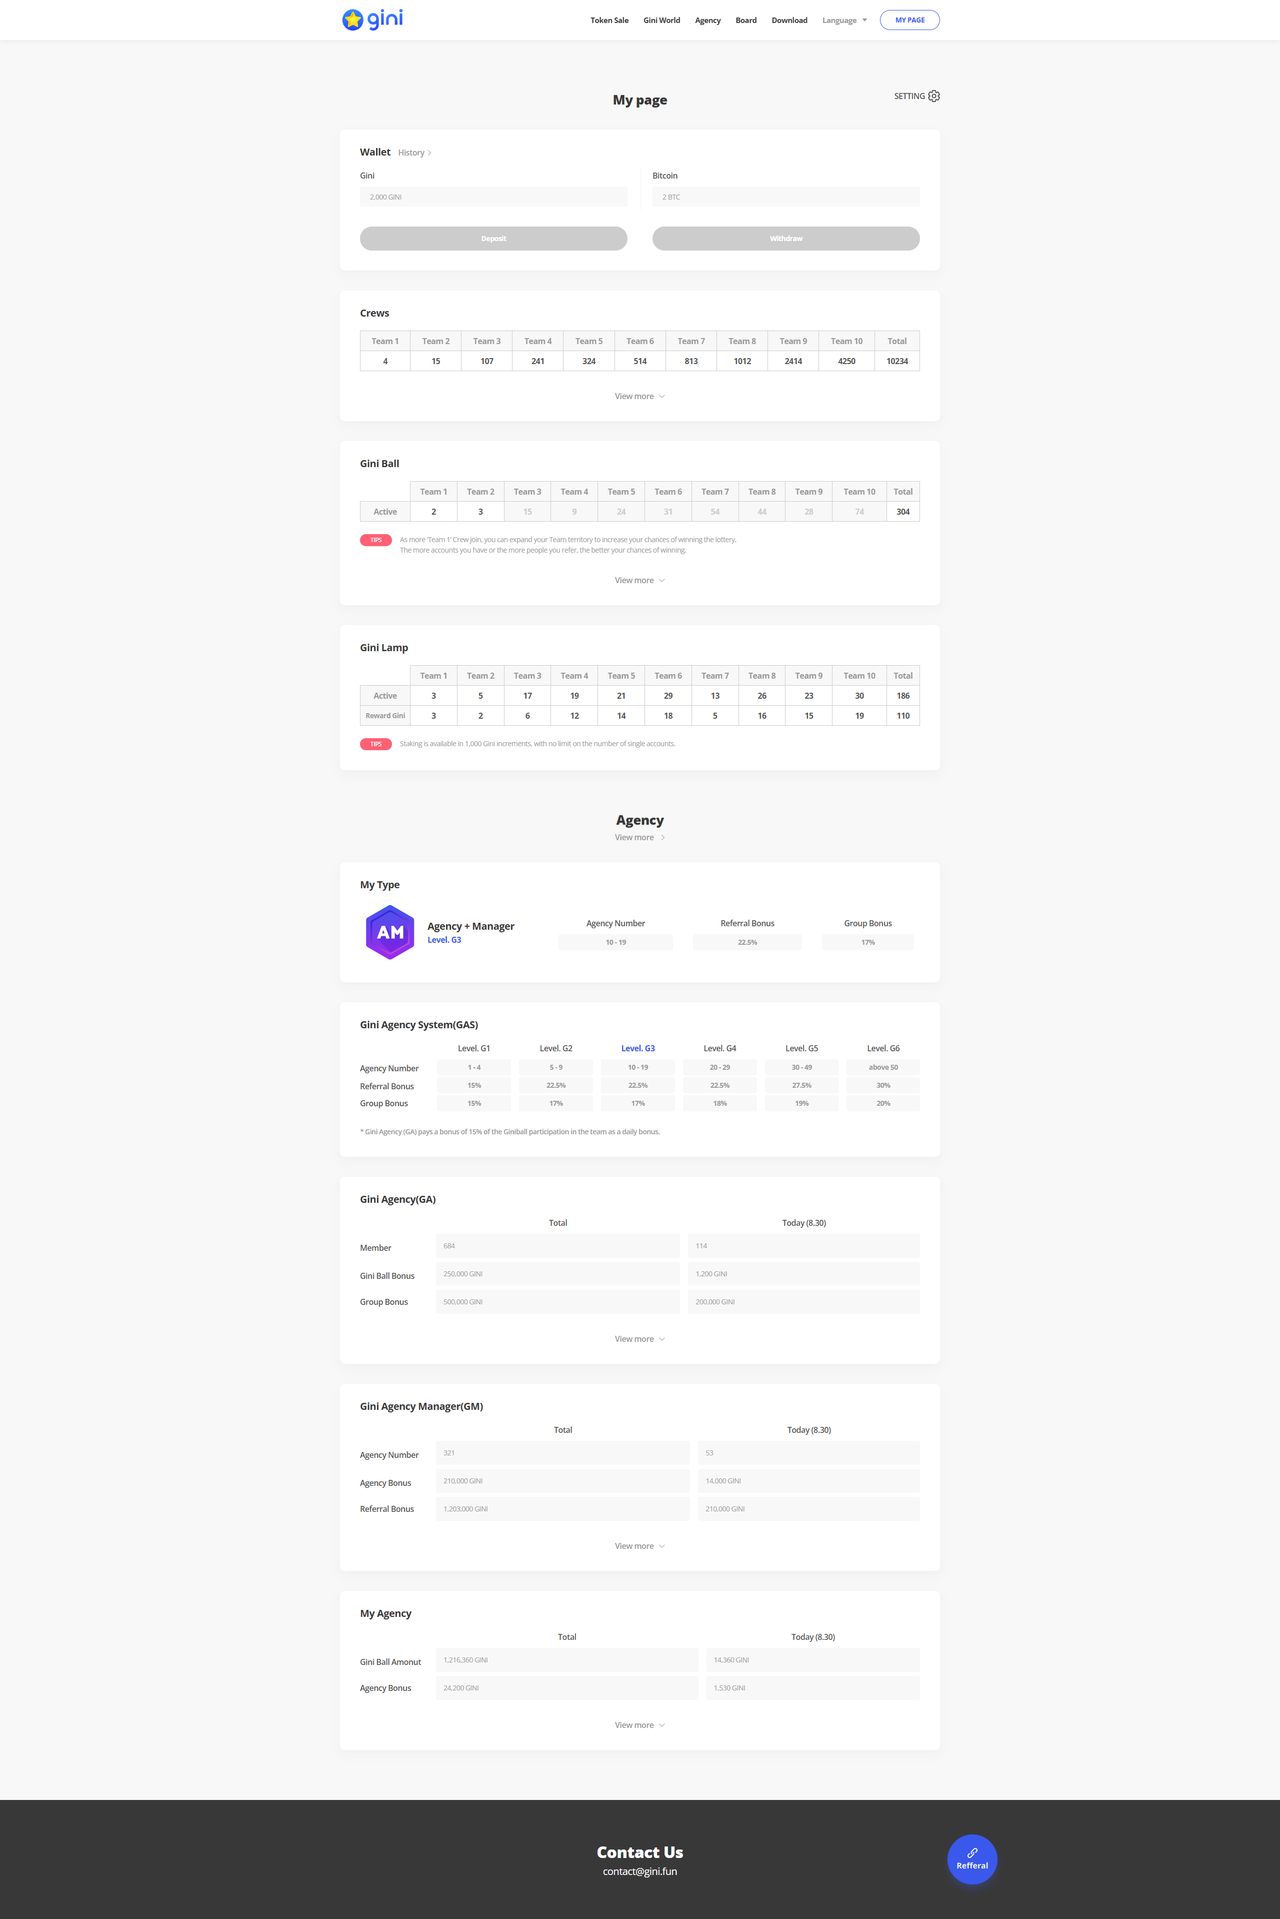 gini
Token Sale Gini World Agency Board Download Language MY PAGE
My page
SETTING
Wallet History
Gini Bitcoin
2,000 GINI 2 BTC
Deposit Withdraw
Crews
Team 1 Team 2 Team 3 Team 4 Team 5 Team 6 Team 7 Team 8 Team 9 Team 10 Total
4 15 107 241 324 514 813 1012 2414 4250 10234
View more
Gini Ball
Team 1 Team 2 Team 3 Team 4 Team 5 Team 6 Team 7 Team 8 Team 9 Team 10 Total
Active 2 3 15 9 24 31 54 44 28 74 304
TIPS As more 'Team 1' Crew join, you can expand your Team territory to increase your chances of winning the lottery.
The more accounts you have or the more people you refer, the better your chances of winning.
View more
Gini Lamp
Team 1 Team 2 Team 3 Team 4 Team 5 Team 6 Team 7 Team 8 Team 9 Team 10 Total
Active 3 5 17 19 21 29 13 26 23 30 186
Reward Gini 3 2 6 12 14 18 5 16 15 19 110
TIPS Staking is available in 1,000 Gini increments, with no limit on the number of single accounts.
Agency
View more
My Type
AM
Agency + Manager
Level. G3
Agency Number Referral Bonus Group Bonus
10 - 19 22.5% 17%
Gini Agency System(GAS)
Level. G1 Level. G2 Level. G3 Level. G4 Level. G5 Level. G6
Agency Number 1 - 4 5 - 9 10 - 19 20 - 29 30 - 49 above 50
Referral Bonus 15% 22.5% 22.5% 22.5% 27.5% 30%
Group Bonus 15% 17% 17% 18% 19% 20%
* Gini Agency (GA) pays a bonus of 15% of the Giniball participation in the team as a daily bonus.
Gini Agency(GA)
Total Today (8.30)
Member 684 114
Gini Ball Bonus 250,000 GINI 1,200 GINI
Group Bonus 500,000 GINI 200,000 GINI
View more
Gini Agency Manager(GM)
Total Today (8.30)
Agency Number 321 53
Agency Bonus 210,000 GINI 14,000 GINI
Referral Bonus 1,203,000 GINI 210,000 GINI
View more
My Agency
Total Today (8.30)
Gini Ball Amonut 1,216,360 GINI 14,360 GINI
Agency Bonus 24,200 GINI 1,530 GINI
View more
Contact Us
contact@gini.fun
Refferal